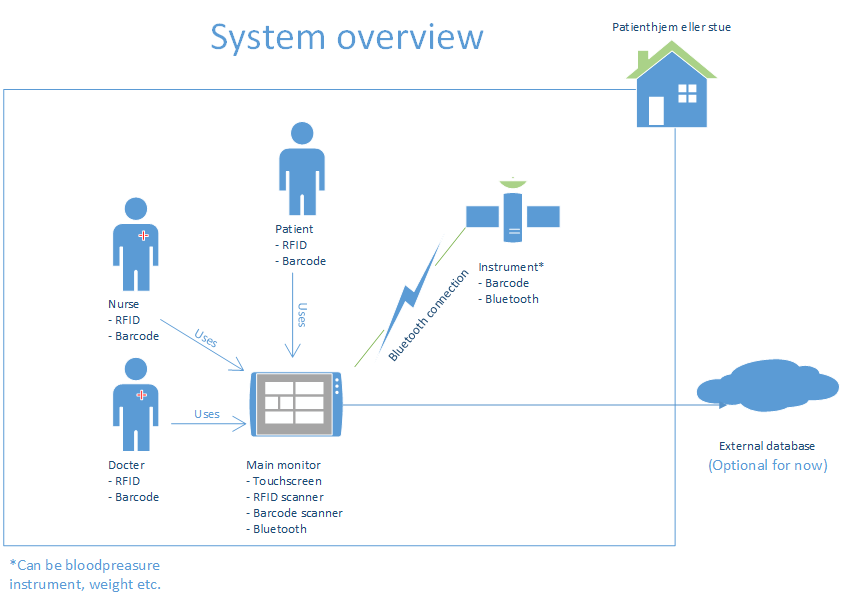 System overview
Patienthjem eller stue
Patient
- RFID
- Barcode
Uses
Nurse
- RFID
- Barcode
Uses
Docter
- RFID
- Barcode
Uses
Instrument*
- Barcode
- Bluetooth
Bluetooth connection
Main monitor
- Touchscreen
- RFID scanner
- Barcode scanner
- Bluetooth
External database
(Optional for now)
*Can be bloodpreasure
instrument, weight etc.